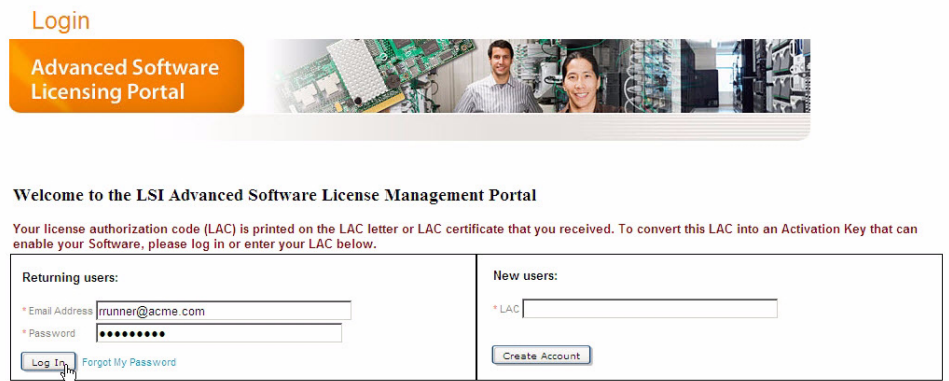 Login
Advanced Software
Licensing Portal
Welcome to the LSI Advanced Software License Management Portal
Your license authorization code (LAC) is printed on the LAC letter or LAC certificate that you received. To convert this LAC into an Activation Key that can
enable your Software, please log in or enter your LAC below.
Returning users:
* Email Address rrunner@acme.com
* Password •••••••••
Log In Forgot My Password
New users:
* LAC
Create Account